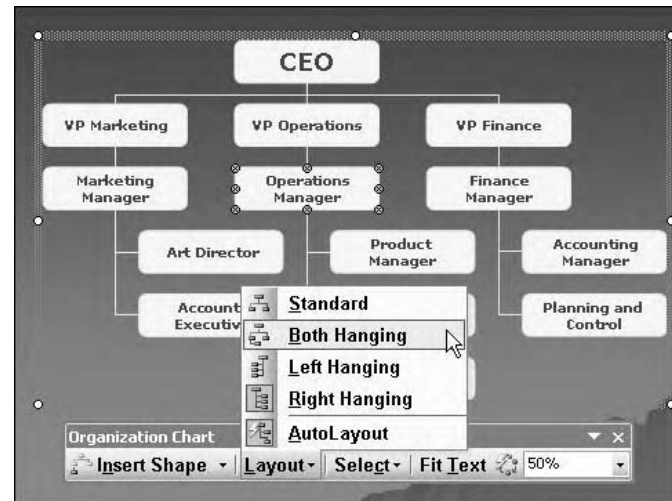 CEO
VP Marketing
VP Operations
VP Finance
Marketing
Manager
Operations
Manager
Finance
Manager
Art Director
Product
Manager
Accounting
Manager
Account
Executiv
Planning and
Control
Standard
Both Hanging
Left Hanging
Right Hanging
AutoLayout
Organization Chart
Insert Shape Layout Select Fit Text 50%